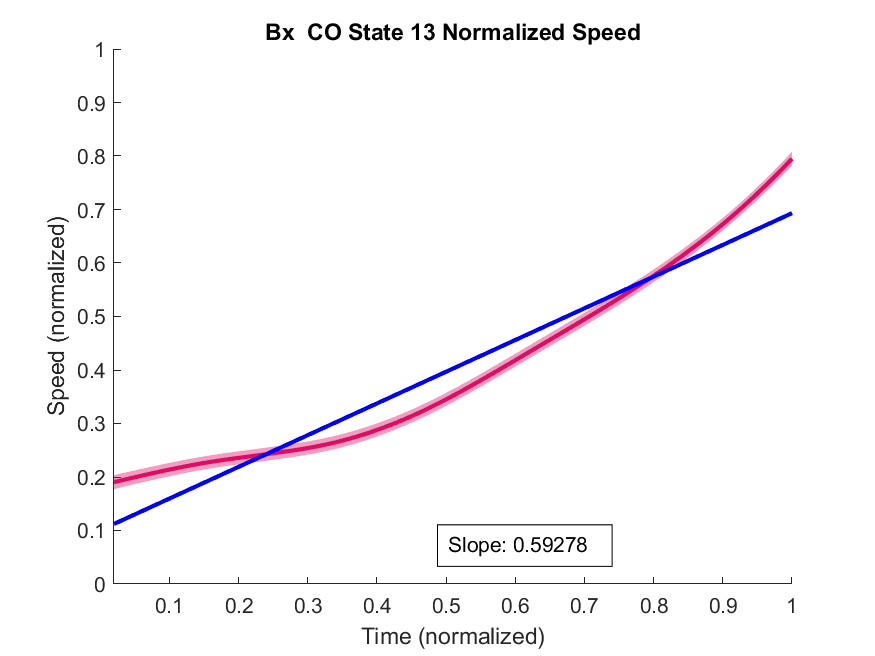 Bx  CO State 13 Normalized Speed
1
0.9
0.8
0.7
0.6
0.5
0.4
0.3
0.2
0.1
0
Speed (normalized)
Slope: 0.59278
0.1 0.2 0.3 0.4 0.5 0.6 0.7 0.8 0.9 1
Time (normalized)